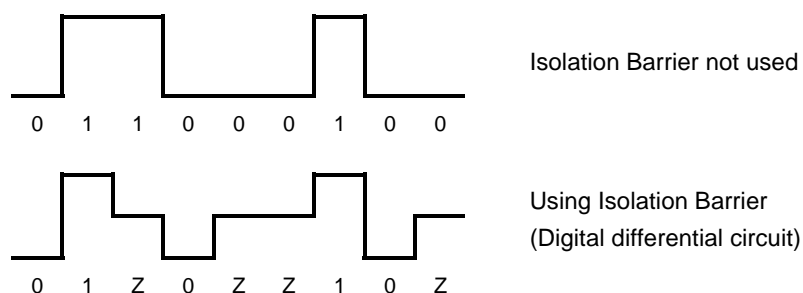 Isolation Barrier not used
0 1 1 0 0 0 1 0 0
Using Isolation Barrier
(Digital differential circuit)
0 1 Z 0 Z Z 1 0 Z